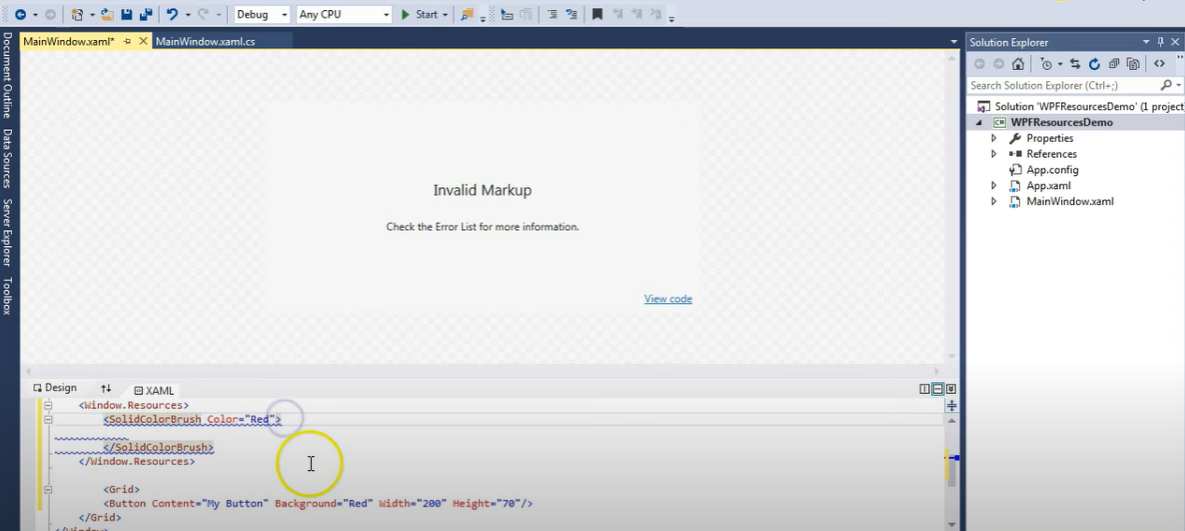 Debug
Any CPU
Start
MainWindow.xaml*
MainWindow.xaml.cs
Document Outline
Data Sources
Server Explorer
Toolbox
Invalid Markup
Check the Error List for more information.
View code
Design
XAML
<Window.Resources>
<SolidColorBrush Color="Red">
</SolidColorBrush>
</Window.Resources>
<Grid>
<Button Content="My Button" Background="Red" Width="200" Height="70"/>
</Grid>
</Window>
Solution Explorer
Search Solution Explorer (Ctrl+;)
Solution 'WPFResourcesDemo' (1 project
WPFResourcesDemo
Properties
References
App.config
App.xaml
MainWindow.xaml